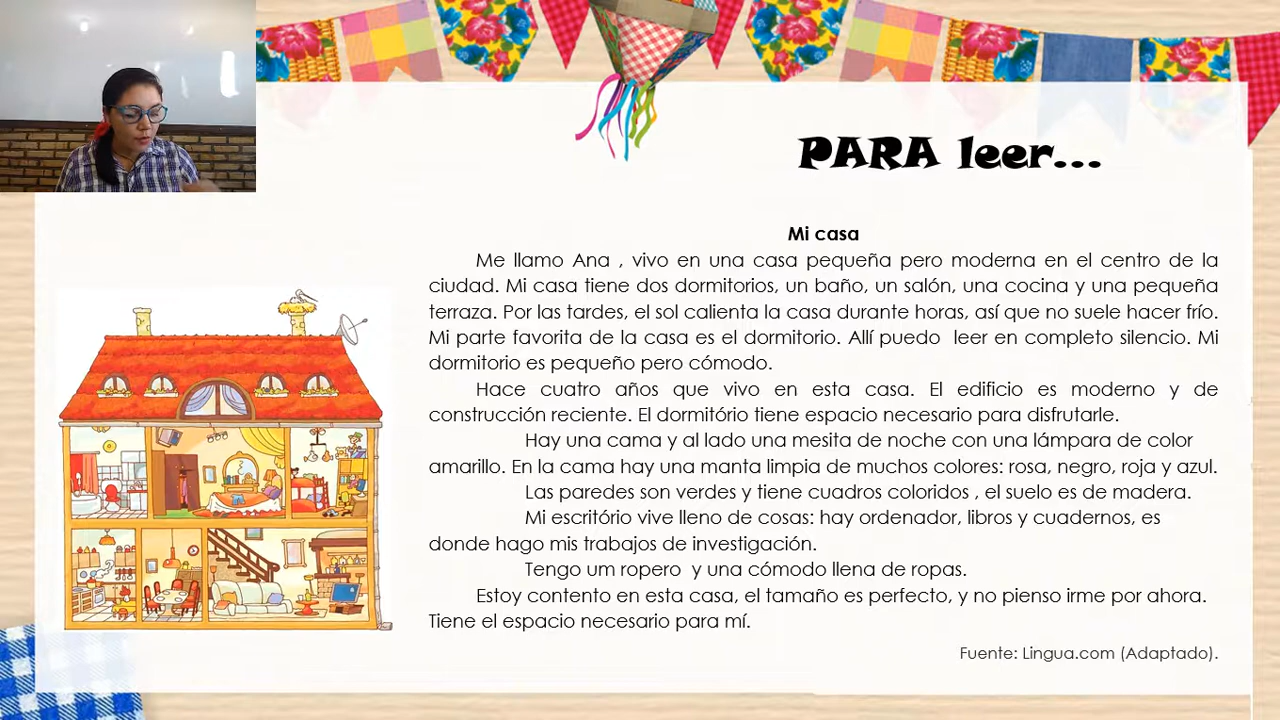 PARA leer...
Mi casa
Me llamo Ana , vivo en una casa pequeña pero moderna en el centro de la
ciudad. Mi casa tiene dos dormitorios, un baño, un salón, una cocina y una pequeña
terraza. Por las tardes, el sol calienta la casa durante horas, así que no suele hacer frío.
Mi parte favorita de la casa es el dormitorio. Allí puedo  leer en completo silencio. Mi
dormitorio es pequeño pero cómodo.
Hace cuatro años que vivo en esta casa. El edificio es moderno y de
construcción reciente. El dormitório tiene espacio necesario para disfrutarle.
Hay una cama y al lado una mesita de noche con una lámpara de color
amarillo. En la cama hay una manta limpia de muchos colores: rosa, negro, roja y azul.
Las paredes son verdes y tiene cuadros coloridos , el suelo es de madera.
Mi escritório vive lleno de cosas: hay ordenador, libros y cuadernos, es
donde hago mis trabajos de investigación.
Tengo um ropero  y una cómodo llena de ropas.
Estoy contento en esta casa, el tamaño es perfecto, y no pienso irme por ahora.
Tiene el espacio necesario para mí.
Fuente: Lingua.com (Adaptado).